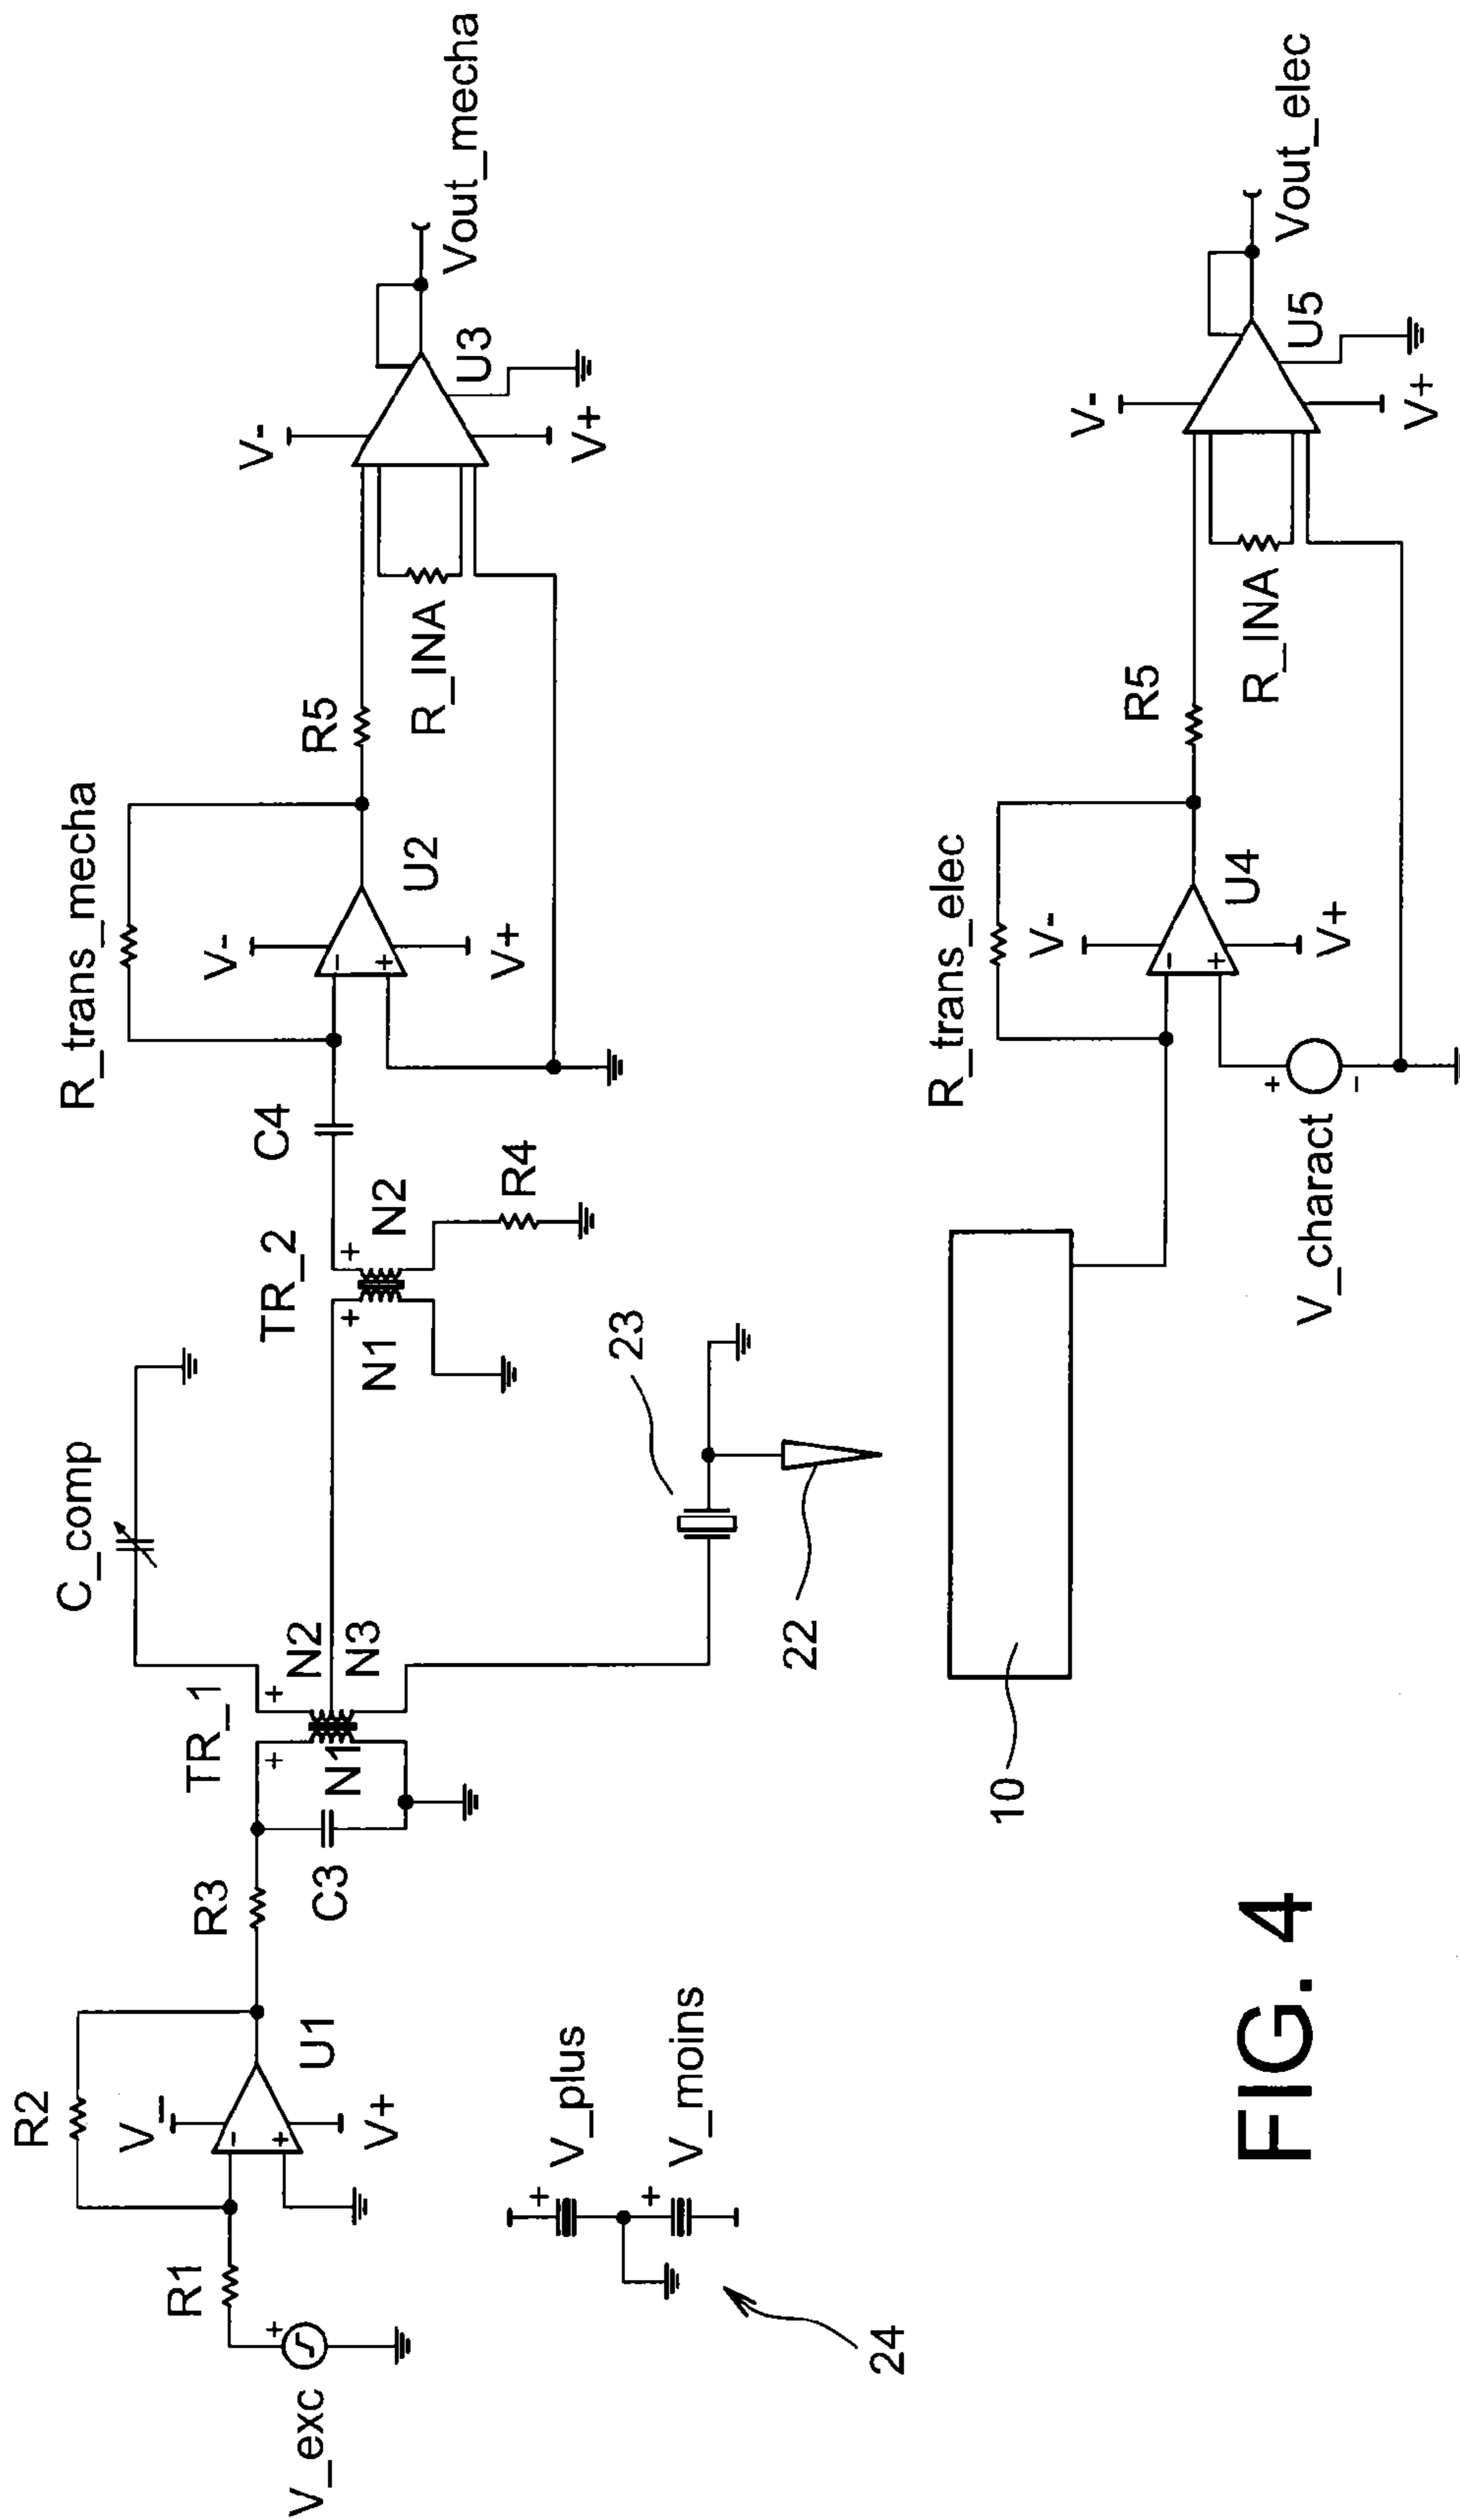 V_exc
+
R1
R2
-
+
V_
V+
U1
R3
C3
TR_1
+
+
N1
N2
N3
C_comp
TR_2
+
+
N1
N2
R4
C4
R_trans_mecha
-
+
V-
V+
U2
R5
R_INA
V-
V+
U3
Vout_mecha
+
V_plus
+
V_moins
24
23
22
10
R_trans_elec
-
+
V-
V+
U4
+
-
V_charact
R5
R_INA
V-
V+
U5
Vout_elec
FIG. 4